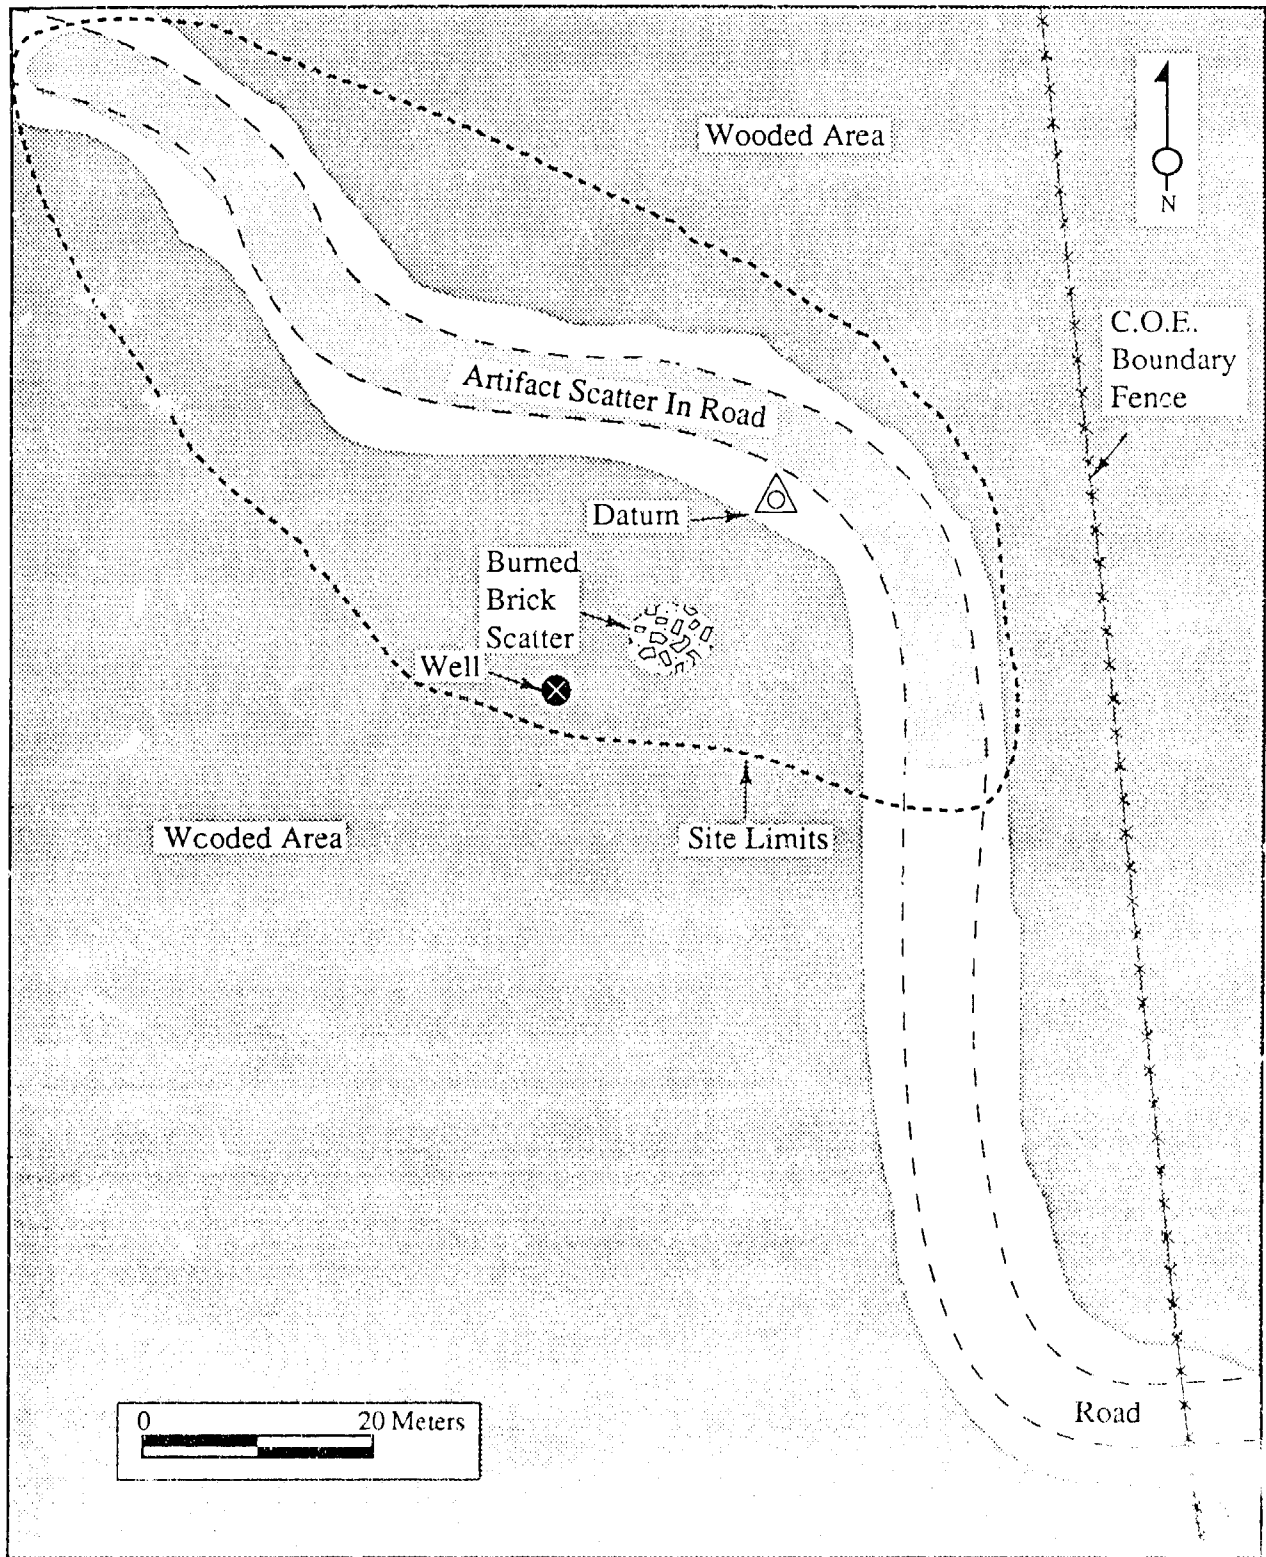 Wooded Area
N
C.O.E.
Boundary
Fence
Artifact Scatter In Road
Datum
Burned
Brick
Scatter
Well
Wooded Area
Site Limits
0 20 Meters
Road